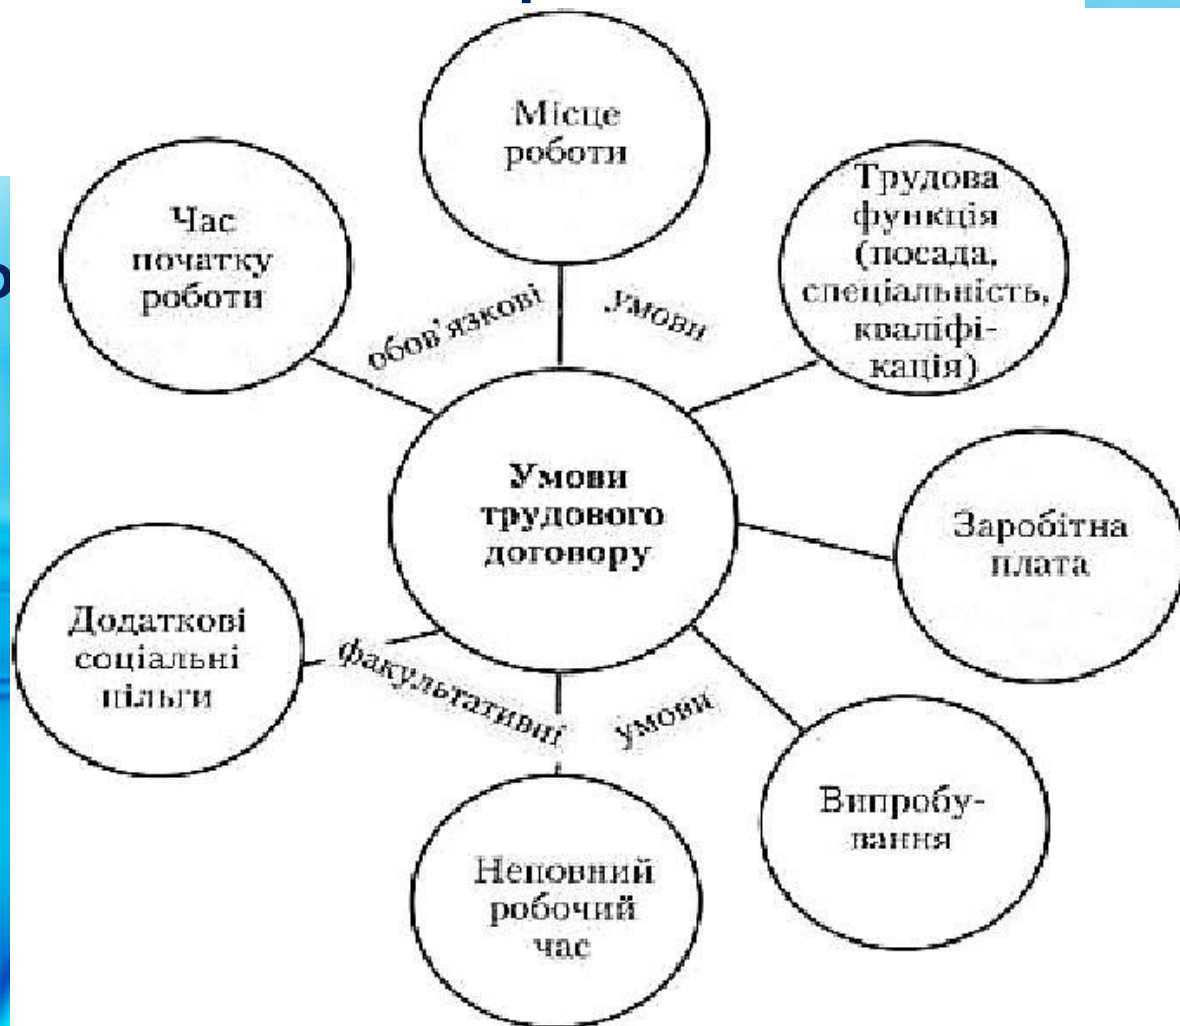 Місце
роботи
Час
початку
роботи
Трудова
функція
(посада,
спеціальність,
кваліфі-
кація)
обов'язкові
умови
Умови
трудового
договору
Заробітна
плата
Додаткові
соціальні
пільги
факультативні
умови
Випробу-
вання
Неповний
робочий
час